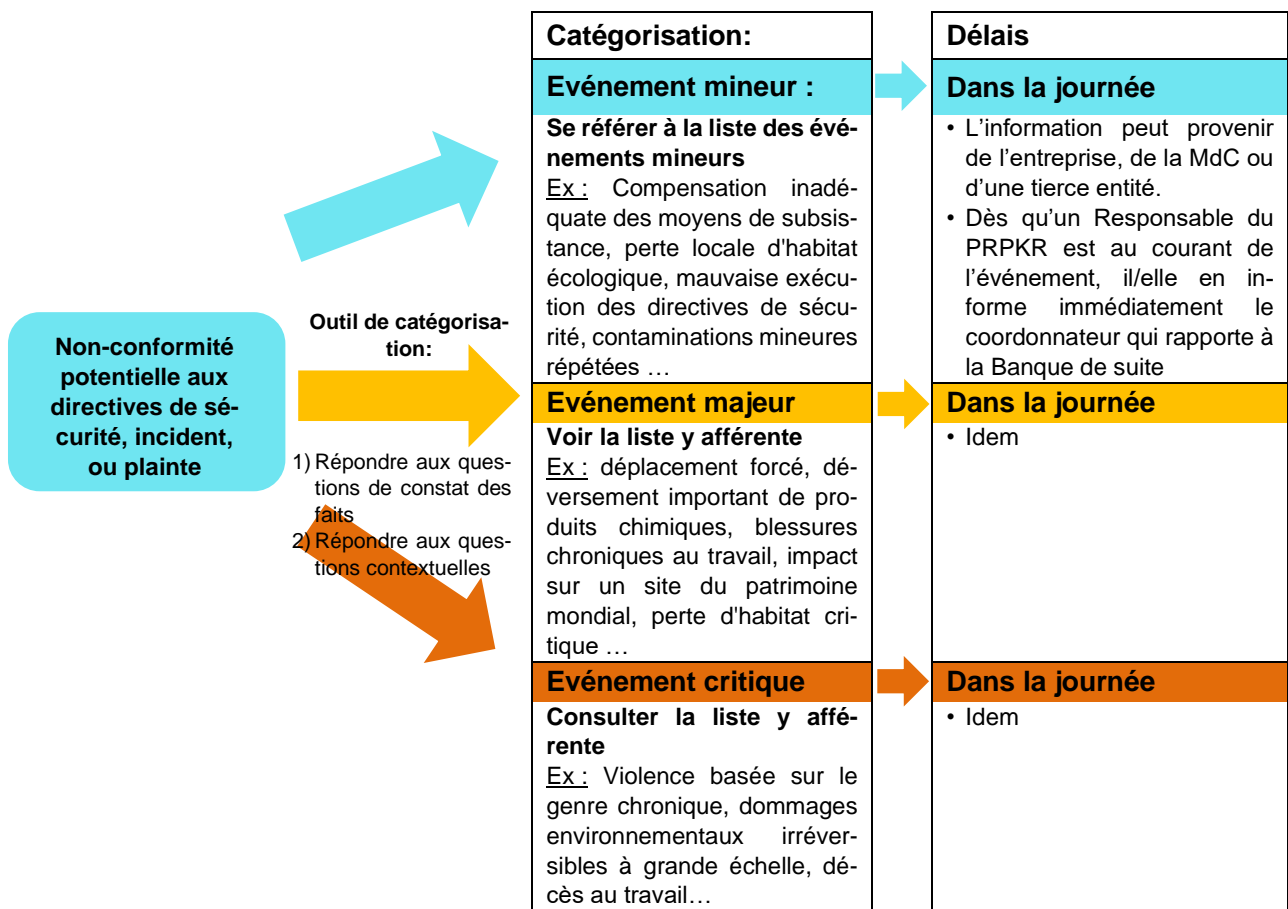 Non-conformité
potentielle aux
directives de sé-
curité, incident,
ou plainte
Outil de catégorisa-
tion:
1) Répondre aux ques-
tions de constat des
faits
2) Répondre aux ques-
tions contextuelles
Catégorisation:
Evénement mineur :
Se référer à la liste des évé-
nements mineurs
Ex : Compensation inadé-
quate des moyens de subsis-
tance, perte locale d'habitat
écologique, mauvaise exécu-
tion des directives de sécu-
rité, contaminations mineures
répétées …
Evénement majeur
Voir la liste y afférente
Ex : déplacement forcé, dé-
versement important de pro-
duits chimiques, blessures
chroniques au travail, impact
sur un site du patrimoine
mondial, perte d'habitat cri-
tique …
Evénement critique
Consulter la liste y affé-
rente
Ex : Violence basée sur le
genre chronique, dommages
environnementaux irréver-
sibles à grande échelle, dé-
cès au travail…
Délais
Dans la journée
• L'information peut provenir
de l'entreprise, de la MdC ou
d'une tierce entité.
• Dès qu'un Responsable du
PRPKR est au courant de
l'événement, il/elle en in-
forme immédiatement le
coordonnateur qui rapporte à
la Banque de suite
Dans la journée
• Idem
Dans la journée
• Idem